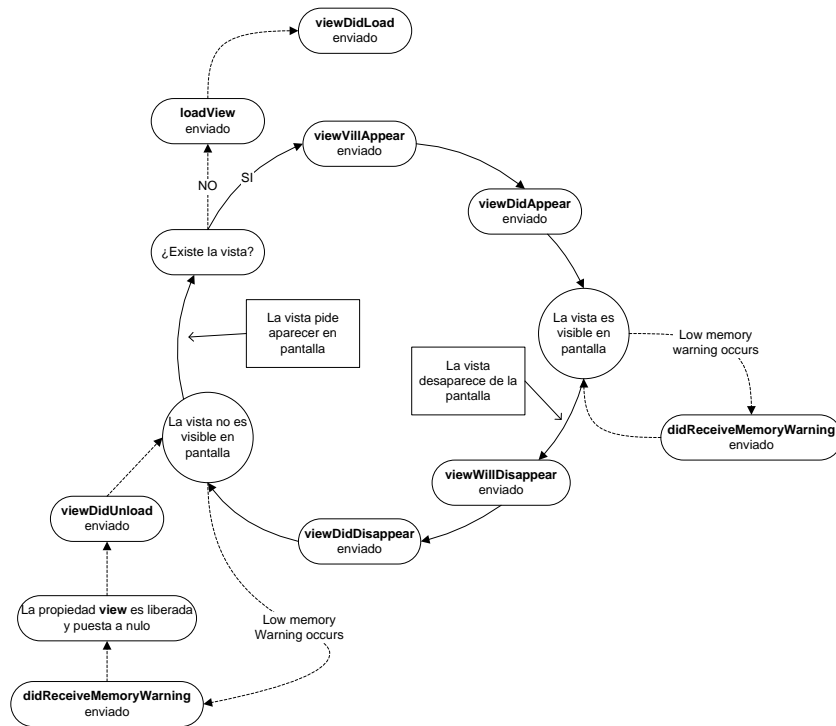 viewDidLoad
enviado
loadView
enviado
viewVillAppear
enviado
NO
SI
viewDidAppear
enviado
¿Existe la vista?
La vista pide
aparecer en
pantalla
La vista es
visible en
pantalla
Low memory
warning occurs
La vista
desaparece de la
pantalla
La vista no es
visible en
pantalla
didReceiveMemoryWarning
enviado
viewWillDisappear
enviado
viewDidUnload
enviado
viewDidDisappear
enviado
La propiedad view es liberada
y puesta a nulo
Low memory
Warning occurs
didReceiveMemoryWarning
enviado